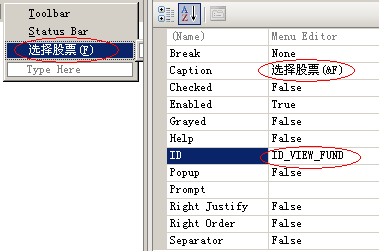 Toolbar
Status Bar
选择股票(F)
Type Here
(Name) Menu Editor
Break None
Caption 选择股票(&F)
Checked False
Enabled True
Grayed False
Help False
ID ID_VIEW_FUND
Popup False
Prompt
Right Justify False
Right Order False
Separator False